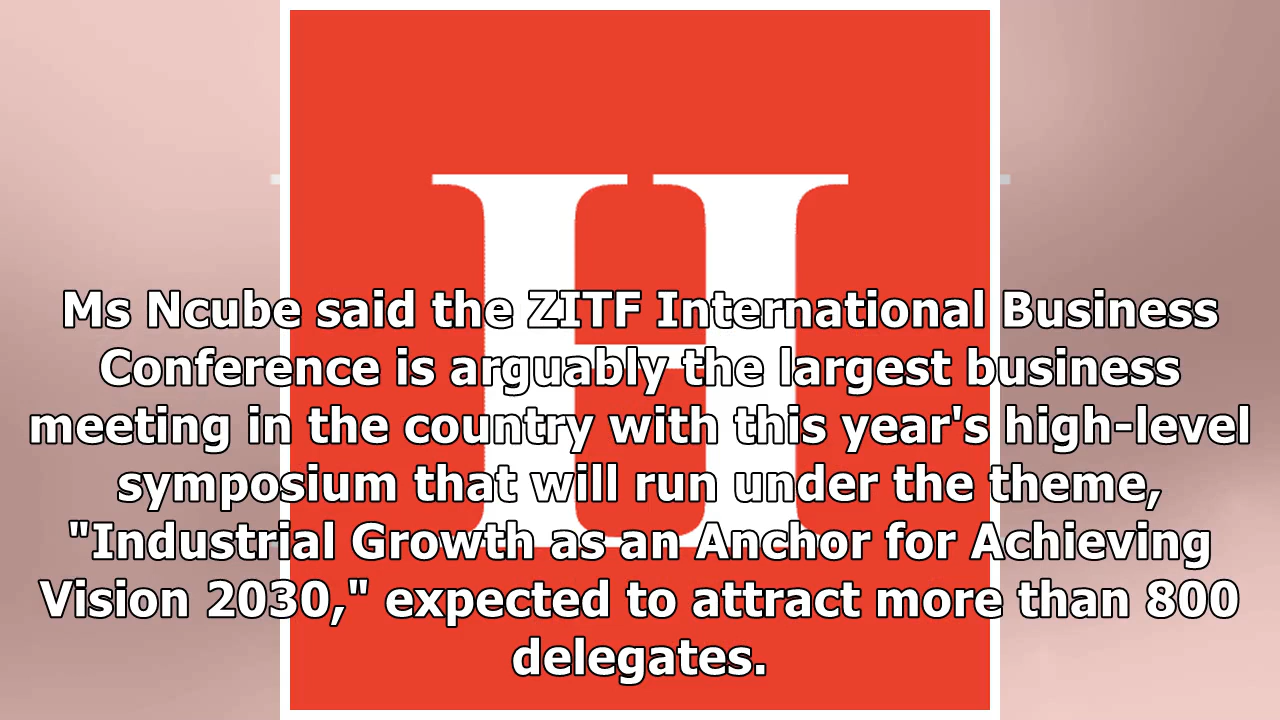 H
Ms Ncube said the ZITF International Business
Conference is arguably the largest business
meeting in the country with this year's high-level
symposium that will run under the theme,
"Industrial Growth as an Anchor for Achieving
Vision 2030," expected to attract more than 800
delegates.